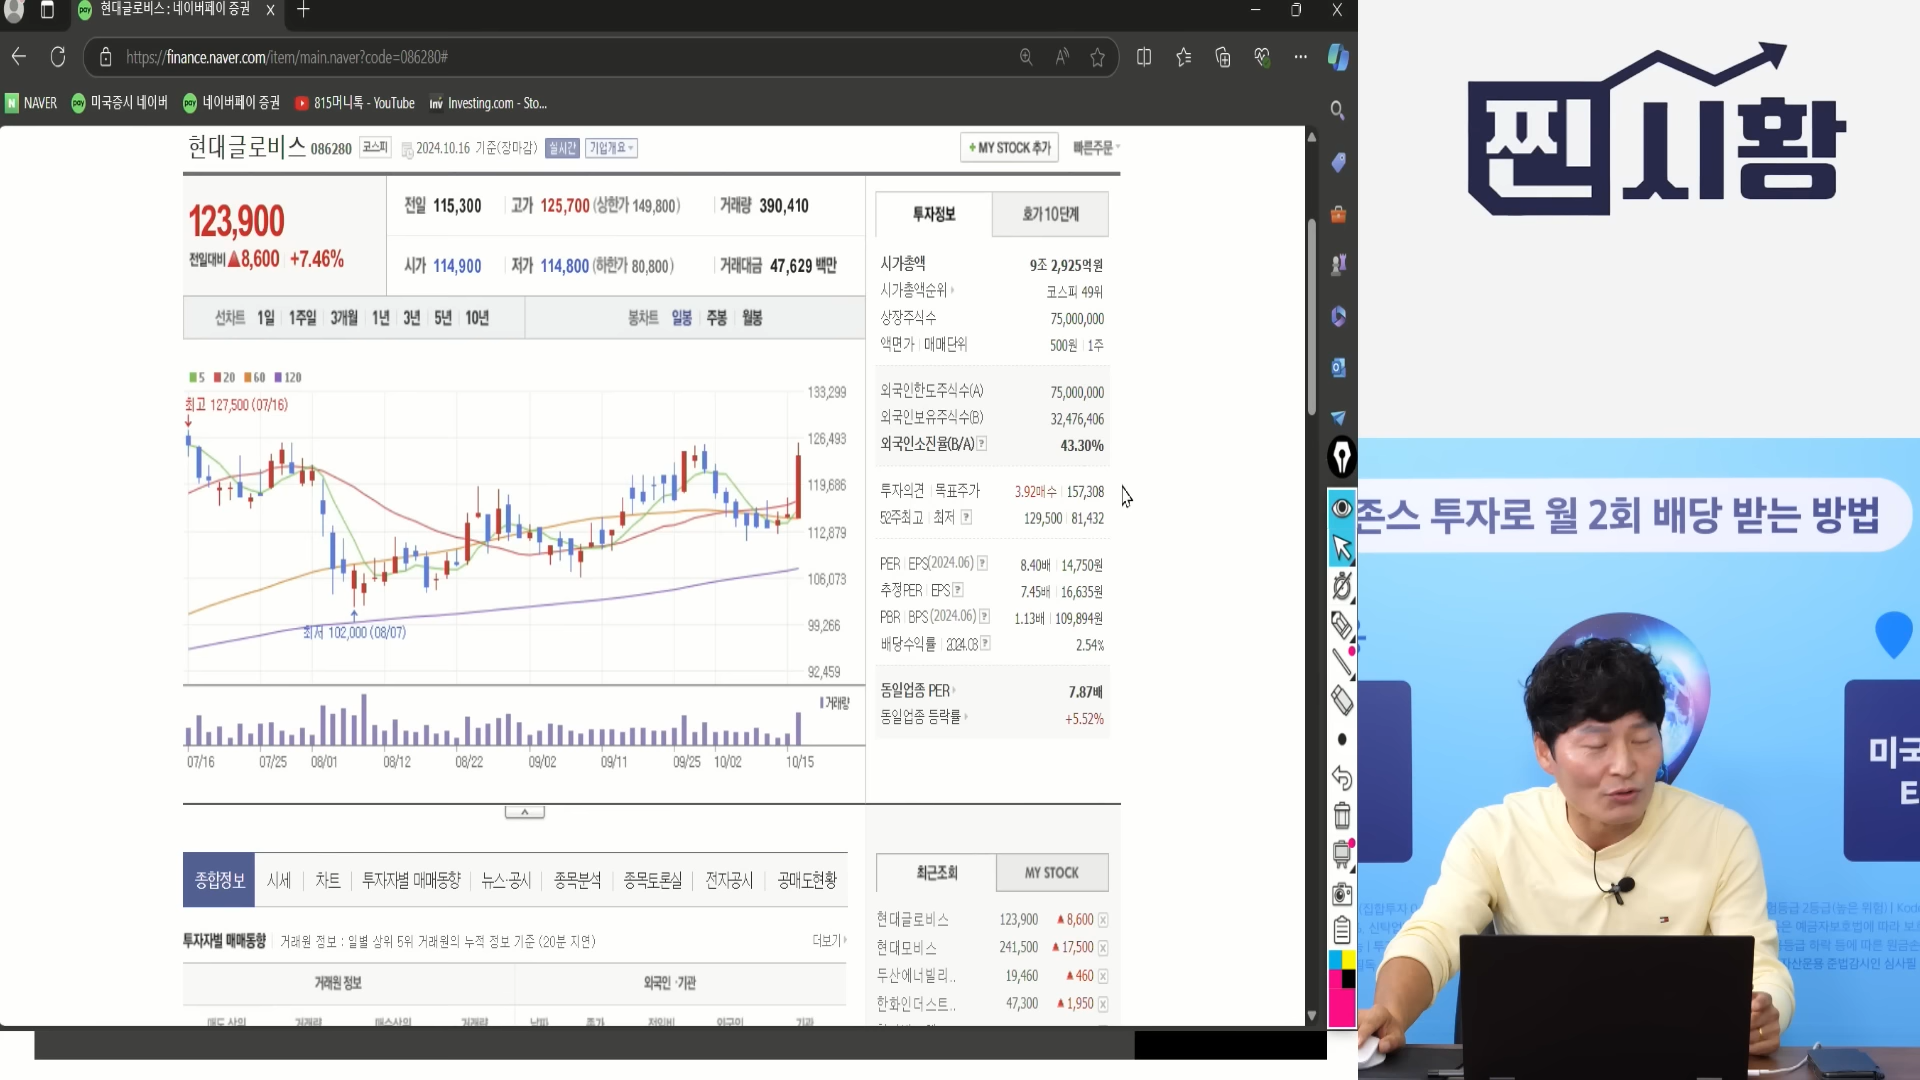 현대글로비스 : 네이버페이 증권
https://finance.naver.com/item/main.naver?code=086280#
NAVER 미국증시 네이버 네이버페이 증권 815머니톡 - YouTube Investing.com - Sto...
현대글로비스 086280 코스피 2024.10.16 기준(장마감) 실시간 기업개요
+ MY STOCK 추가 빠른주문
123,900
전일대비 ▲8,600 +7.46%
전일 115,300 고가 125,700 (상한가 149,800) 거래량 390,410
시가 114,900 저가 114,800 (하한가 80,800) 거래대금 47,629 백만
선차트 1일 1주일 3개월 1년 3년 5년 10년 봉차트 일봉 주봉 월봉
5 20 60 120
최고 127,500 (07/16)
최저 102,000 (08/07)
133,299
126,493
119,686
112,879
106,073
99,266
92,459
거래량
07/16 07/25 08/01 08/12 08/22 09/02 09/11 09/25 10/02 10/15
투자정보 호가10단계
시가총액 9조 2,925억원
시가총액순위 코스피 49위
상장주식수 75,000,000
액면가 매매단위 500원 1주
외국인한도주식수(A) 75,000,000
외국인보유주식수(B) 32,476,406
외국인소진율(B/A) 43.30%
투자의견 목표주가 3.92매수 157,308
52주최고 최저 129,500 81,432
PER EPS(2024.06) 8.40배 14,750원
추정PER EPS 7.45배 16,635원
PBR BPS(2024.06) 1.13배 109,894원
배당수익률 2024.03 2.54%
동일업종 PER 7.87배
동일업종 등락률 +5.52%
종합정보 시세 차트 투자자별 매매동향 뉴스·공시 종목분석 종목토론실 전자공시 공매도현황
투자자별 매매동향 거래원 정보 : 일별 상위 5위 거래원의 누적 정보 기준 (20분 지연) 더보기
거래원 정보 외국인·기관
최근조회 MY STOCK
현대글로비스 123,900 ▲8,600
현대모비스 241,500 ▲17,500
두산에너빌리.. 19,460 ▲460
한화인더스트.. 47,300 ▲1,950
찐시황
존스 투자로 월 2회 배당 받는 방법
미국